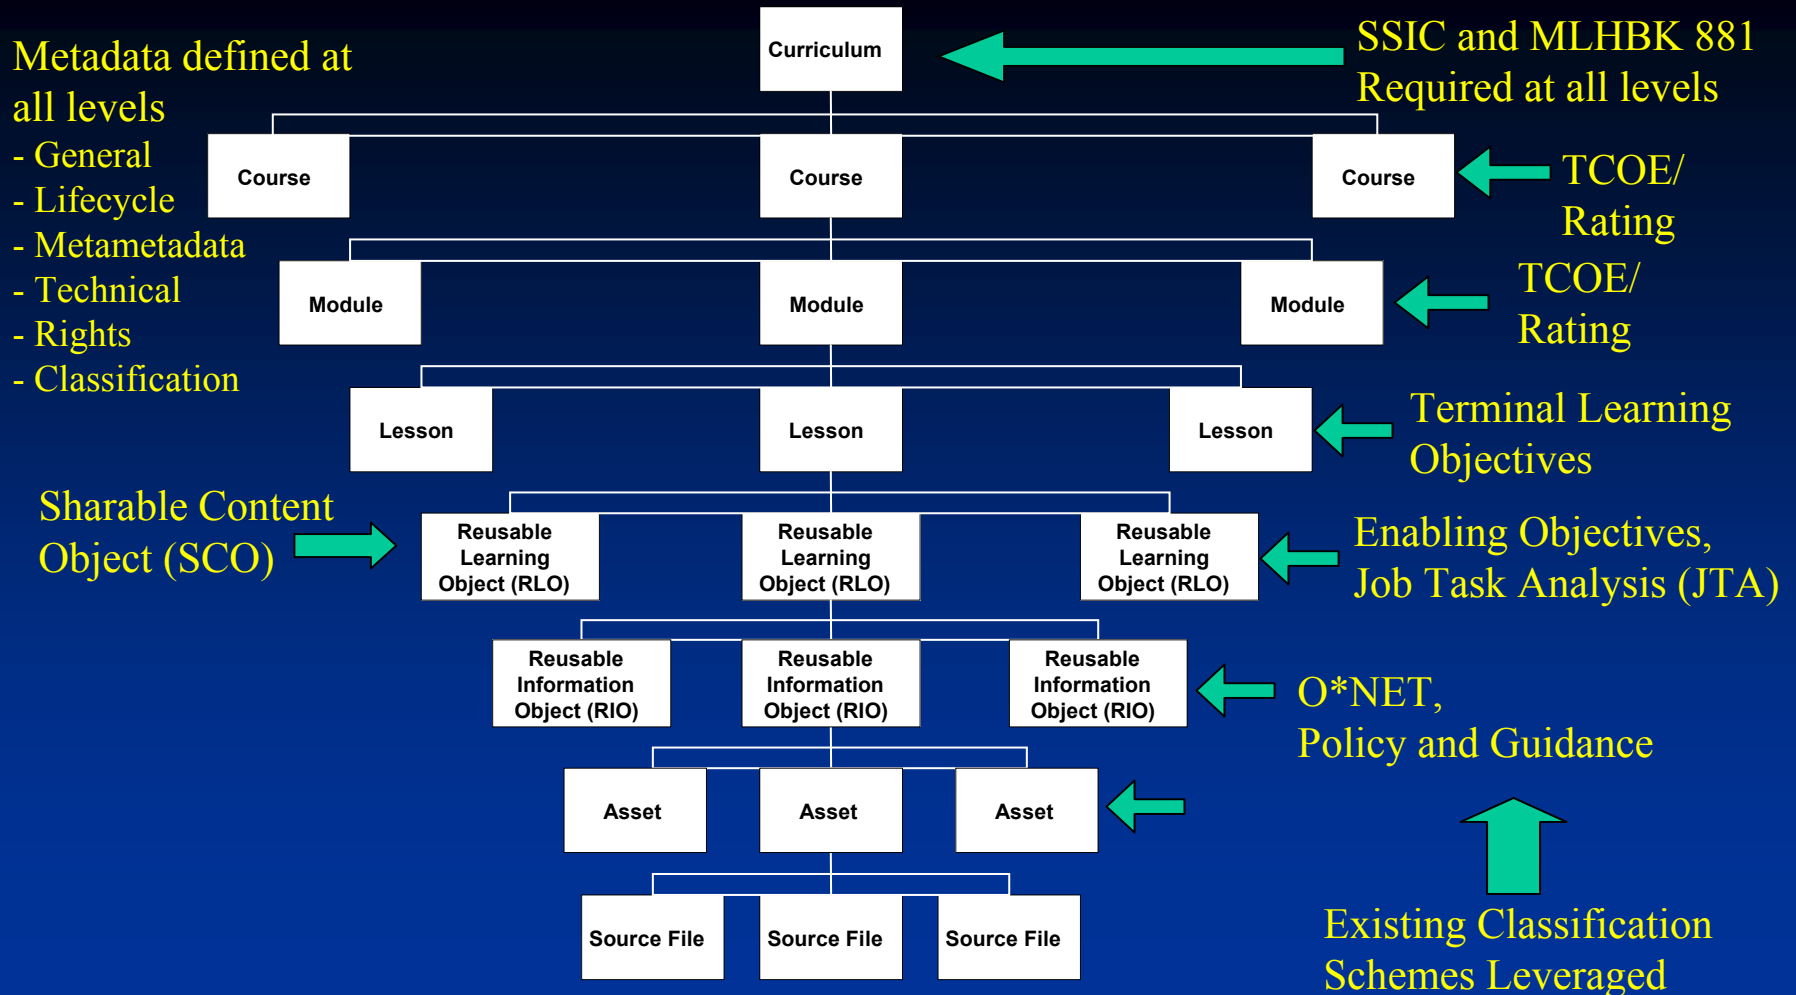 Curriculum
SSIC and MLHBK 881
Required at all levels
Metadata defined at
all levels
- General
- Lifecycle
- Metametadata
- Technical
- Rights
- Classification
Course
Course
Course
TCOE/
Rating
Module
Module
Module
TCOE/
Rating
Lesson
Lesson
Lesson
Terminal Learning
Objectives
Sharable Content
Object (SCO)
Reusable
Learning
Object (RLO)
Reusable
Learning
Object (RLO)
Reusable
Learning
Object (RLO)
Enabling Objectives,
Job Task Analysis (JTA)
Reusable
Information
Object (RIO)
Reusable
Information
Object (RIO)
Reusable
Information
Object (RIO)
O*NET,
Policy and Guidance
Asset
Asset
Asset
Source File
Source File
Source File
Existing Classification
Schemes Leveraged